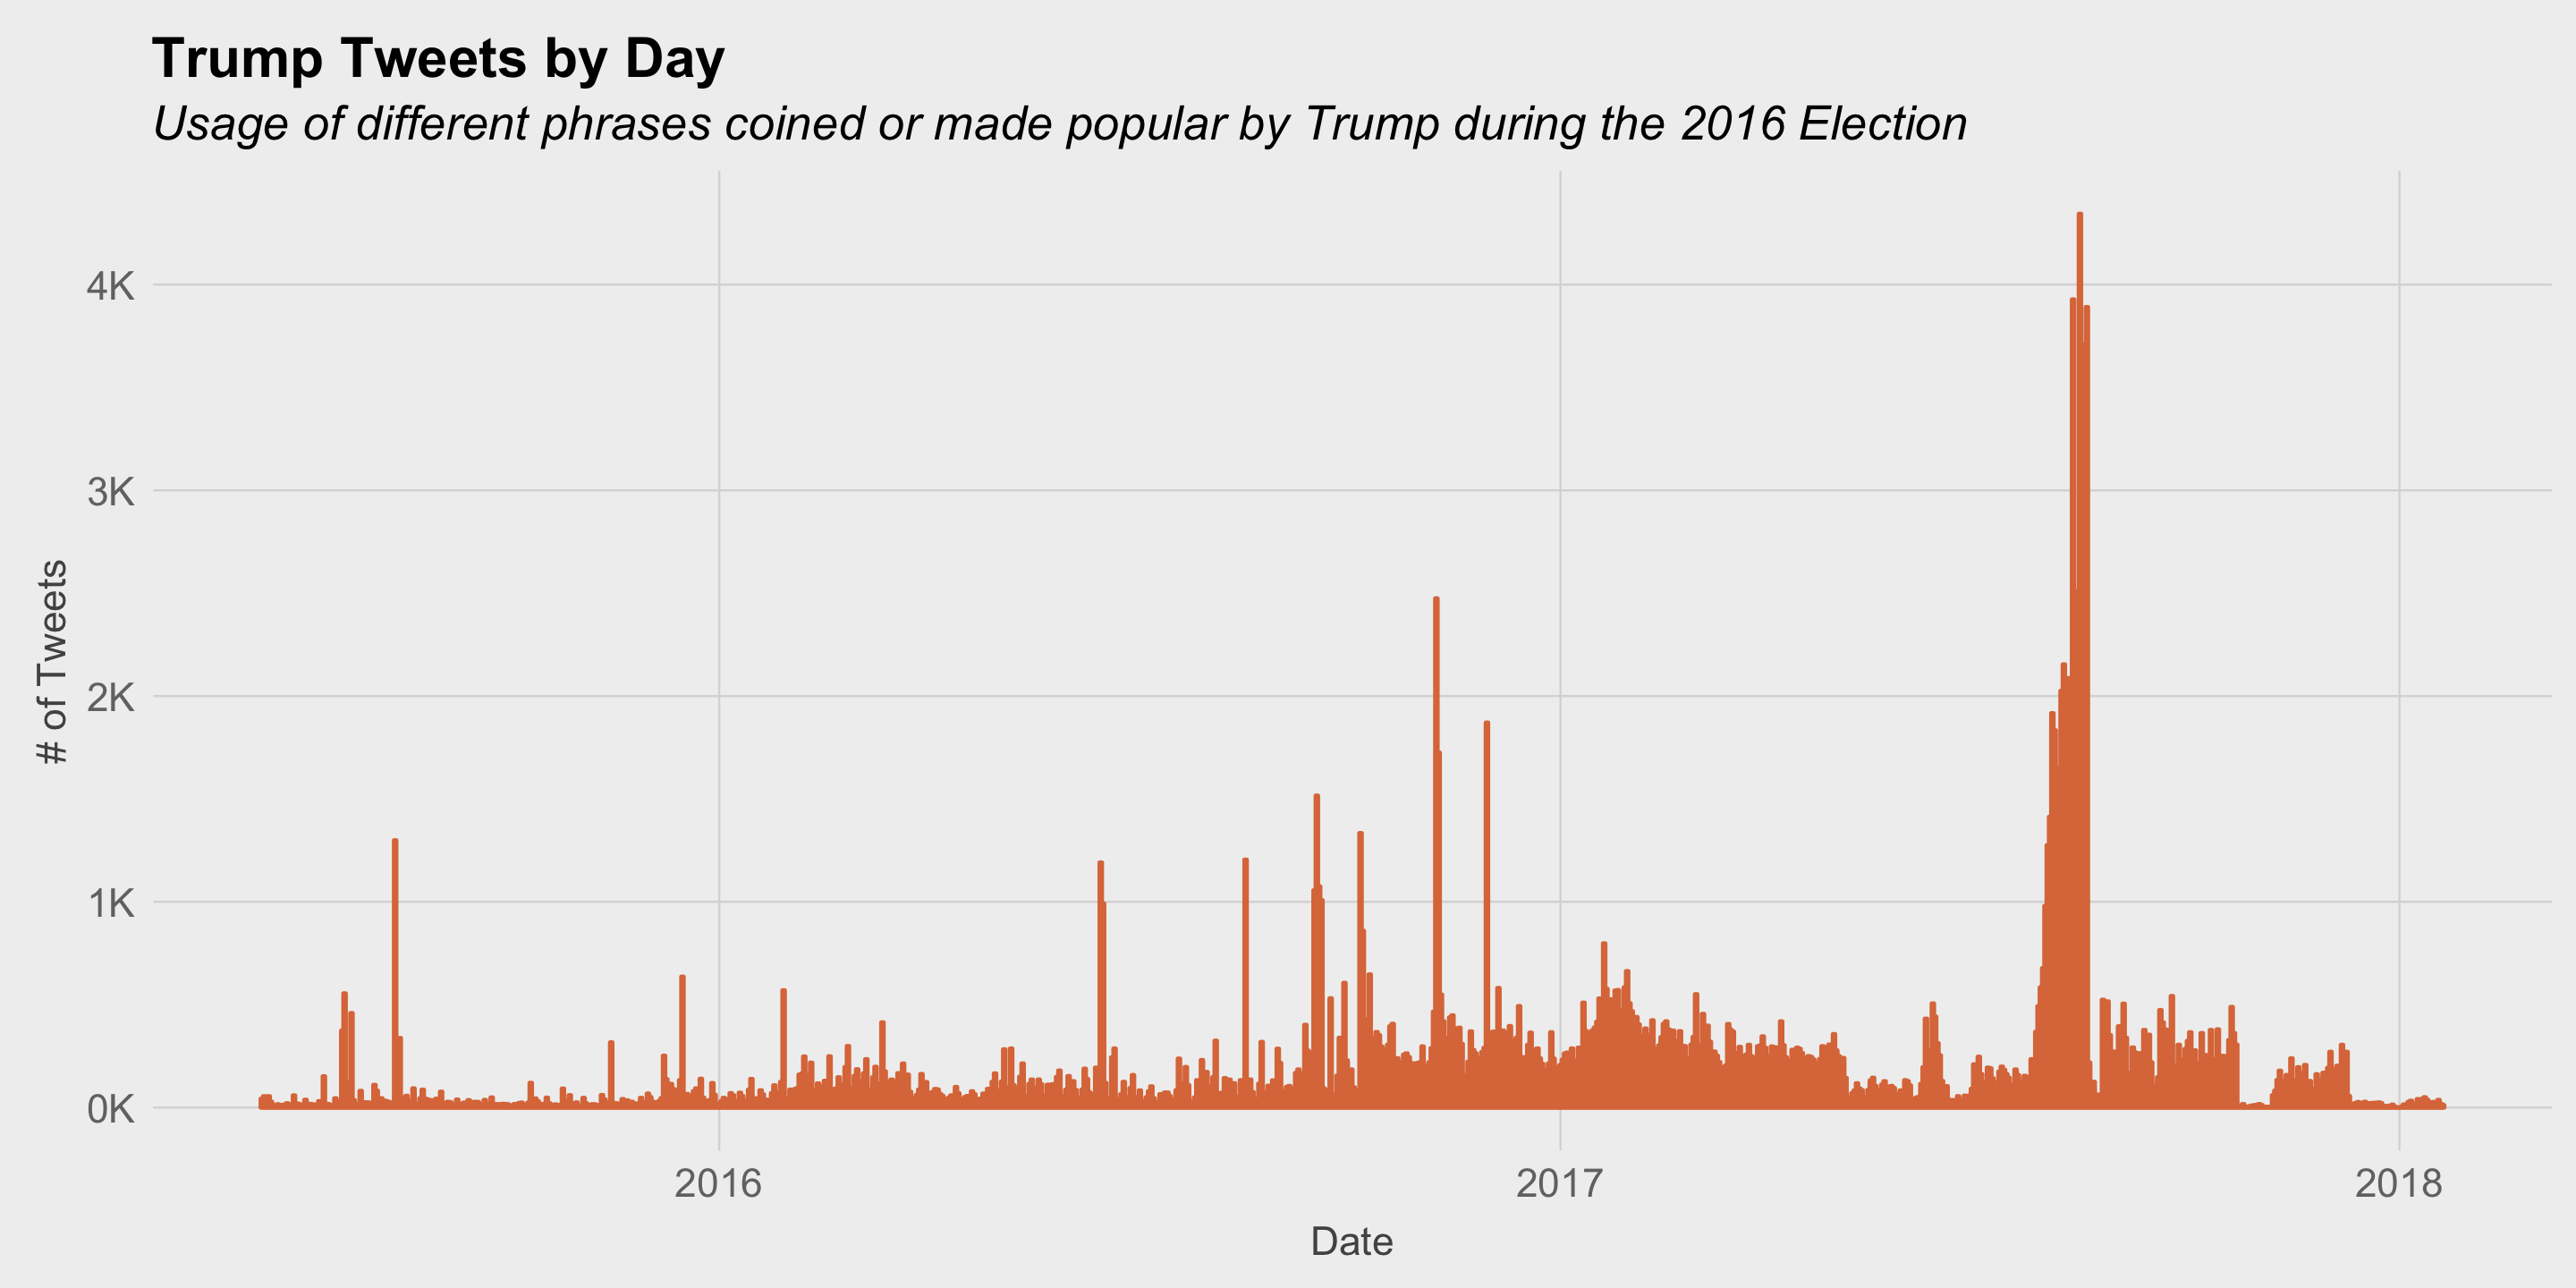 Trump Tweets by Day
Usage of different phrases coined or made popular by Trump during the 2016 Election
4K
3K
2K
1K
0K
# of Tweets
2016
2017
2018
Date